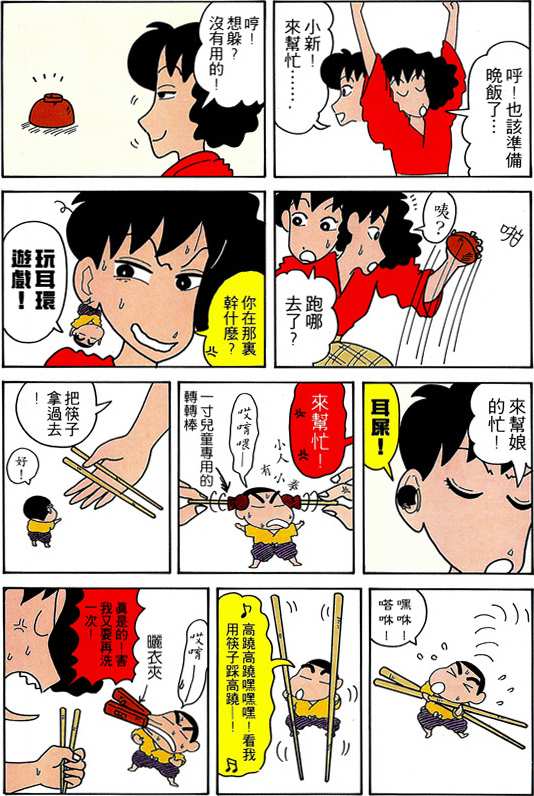 呼！也該準備
晚飯了…
小新！
來幫忙……
哼！
想躲？
沒有用的！
啪
咦？
跑哪
去了？
你在那裏
幹什麼？
玩耳環
遊戲！
來幫娘
的忙！
耳屎！
來幫忙！
小人
有小
哎唷喂—
一寸兒童專用的
轉轉棒
把筷子
拿過去
！
好！
嘿咻！
嗒咻！
高蹺高蹺嘿嘿嘿！看我
用筷子踩高蹺—！
哎唷
曬衣夾
真是的！害
我又要再洗
一次！